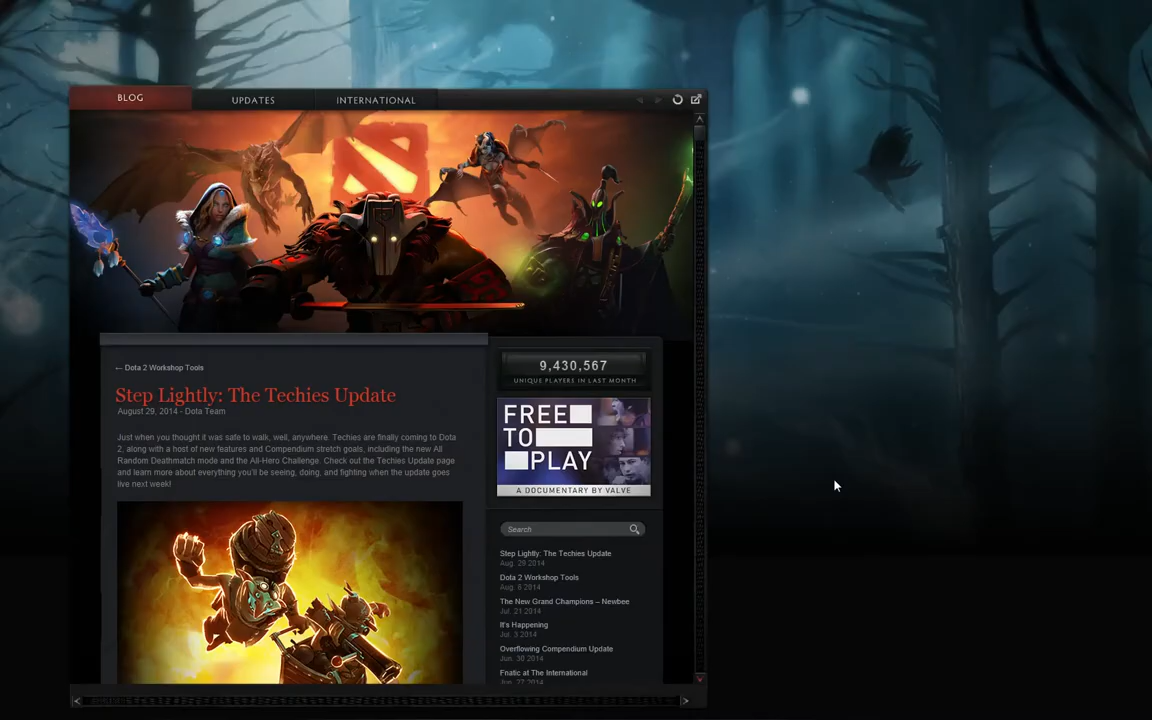 BLOG
UPDATES
INTERNATIONAL
← Dota 2 Workshop Tools
Step Lightly: The Techies Update
August 29, 2014 - Dota Team
Just when you thought it was safe to walk, well, anywhere. Techies are finally coming to Dota
2, along with a host of new features and Compendium stretch goals, including the new All
Random Deathmatch mode and the All-Hero Challenge. Check out the Techies Update page
and learn more about everything you'll be seeing, doing, and fighting when the update goes
live next week!
9,430,567
UNIQUE PLAYERS IN LAST MONTH
FREE
TO
PLAY
A DOCUMENTARY BY VALVE
Search
Step Lightly: The Techies Update
Aug. 29 2014
Dota 2 Workshop Tools
Aug. 6 2014
The New Grand Champions – Newbee
Jul. 21 2014
It's Happening
Jul. 3 2014
Overflowing Compendium Update
Jun. 30 2014
Fnatic at The International
Jun. 27 2014